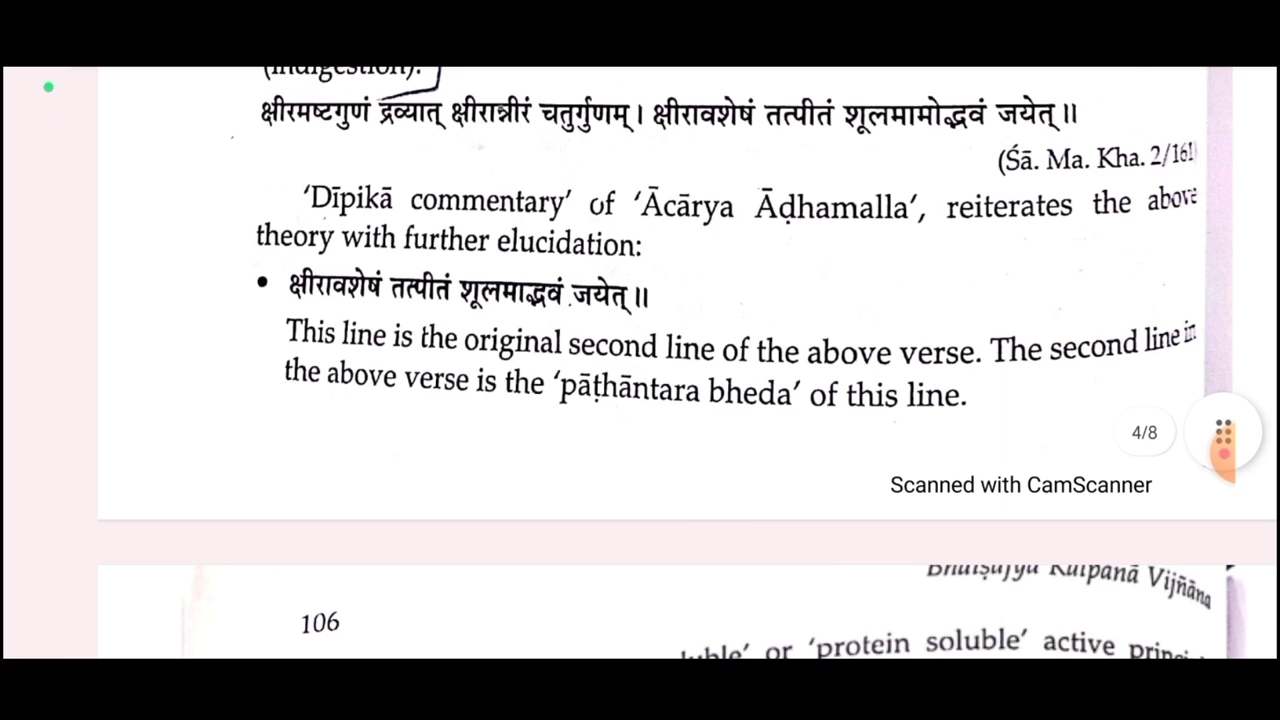 (indigestion).
क्षीरमष्टगुणं द्रव्यात् क्षीरान्नीरं चतुर्गुणम्। क्षीरावशेषं तत्पीतं शूलमामोद्भवं जयेत्॥
(Śā. Ma. Kha. 2/161
'Dīpikā commentary' of 'Ācārya Āḍhamalla', reiterates the above
theory with further elucidation:
• क्षीरावशेषं तत्पीतं शूलमाद्भवं जयेत्॥
This line is the original second line of the above verse. The second line in
the above verse is the 'pāṭhāntara bheda' of this line.
4/8
Scanned with CamScanner
Bhaiṣajya Kalpanā Vijñāna
106
or 'protein soluble' active